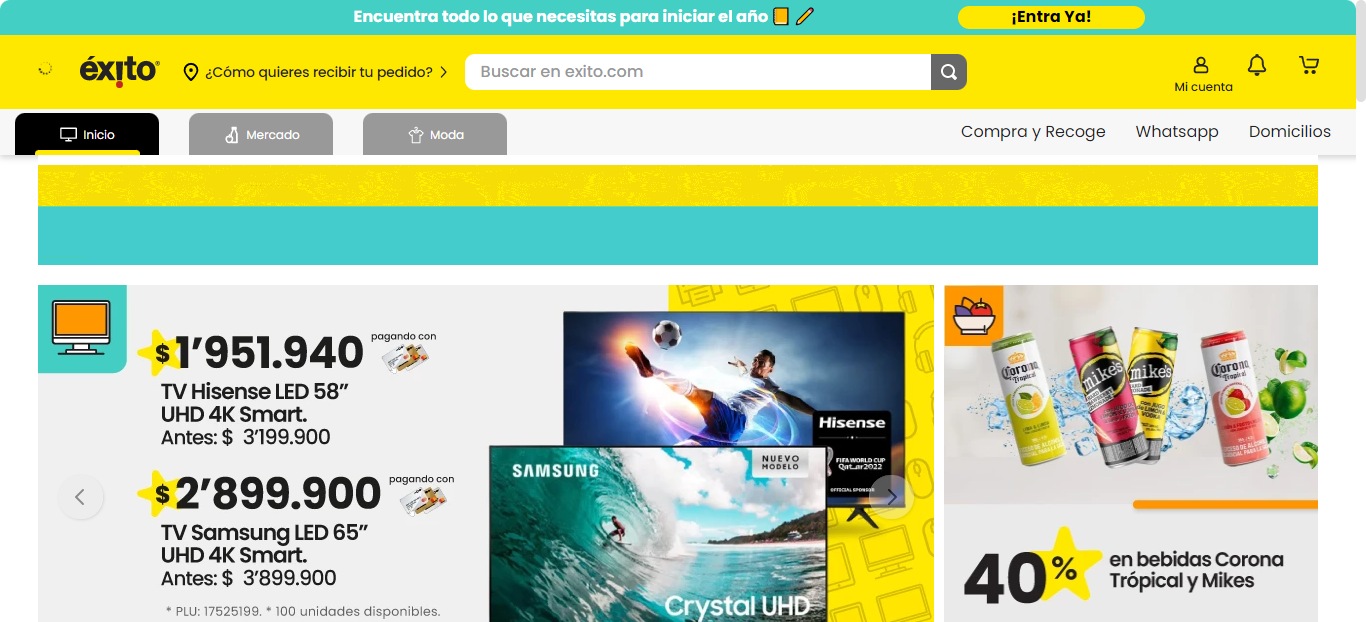 Encuentra todo lo que necesitas para iniciar el año
¡Entra Ya!
éxito
¿Cómo quieres recibir tu pedido?
Buscar en exito.com
Mi cuenta
Inicio
Mercado
Moda
Compra y Recoge
Whatsapp
Domicilios
$1’951.940
pagando con
TV Hisense LED 58”
UHD 4K Smart.
Antes: $ 3’199.900
$2’899.900
pagando con
TV Samsung LED 65”
UHD 4K Smart.
Antes: $ 3’899.900
* PLU: 17525199. * 100 unidades disponibles.
Hisense
FIFA WORLD CUP
Qatar2022
OFFICIAL SPONSOR
SAMSUNG
NUEVO
MODELO
Crystal UHD
Corona
Tropical
mike's
mike's
Corona
Tropical
40%
en bebidas Corona
Trópical y Mikes